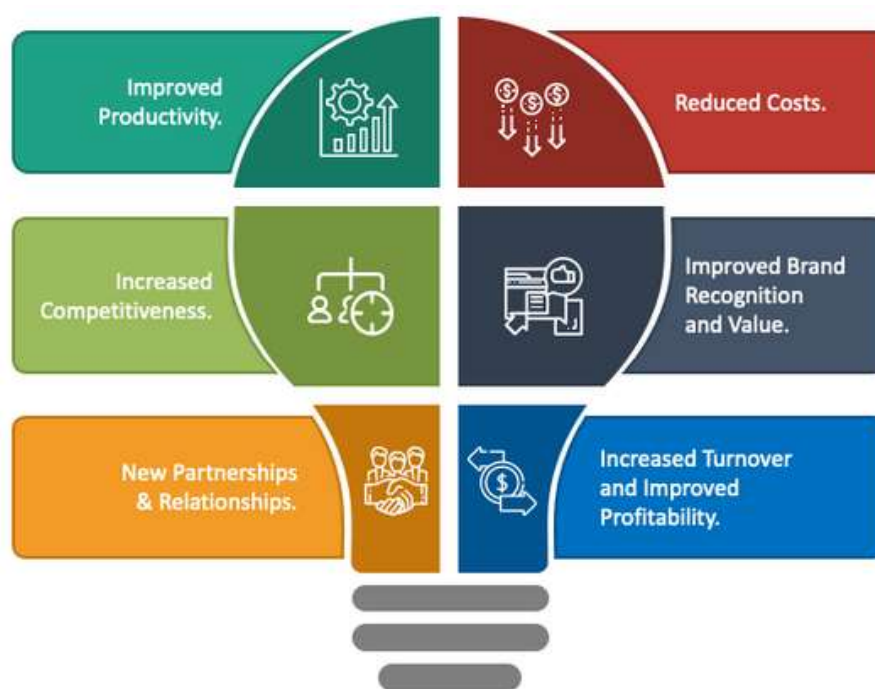 Improved
Productivity.
Reduced Costs.
Increased
Competitiveness.
Improved Brand
Recognition
and Value.
New Partnerships
& Relationships.
Increased Turnover
and Improved
Profitability.